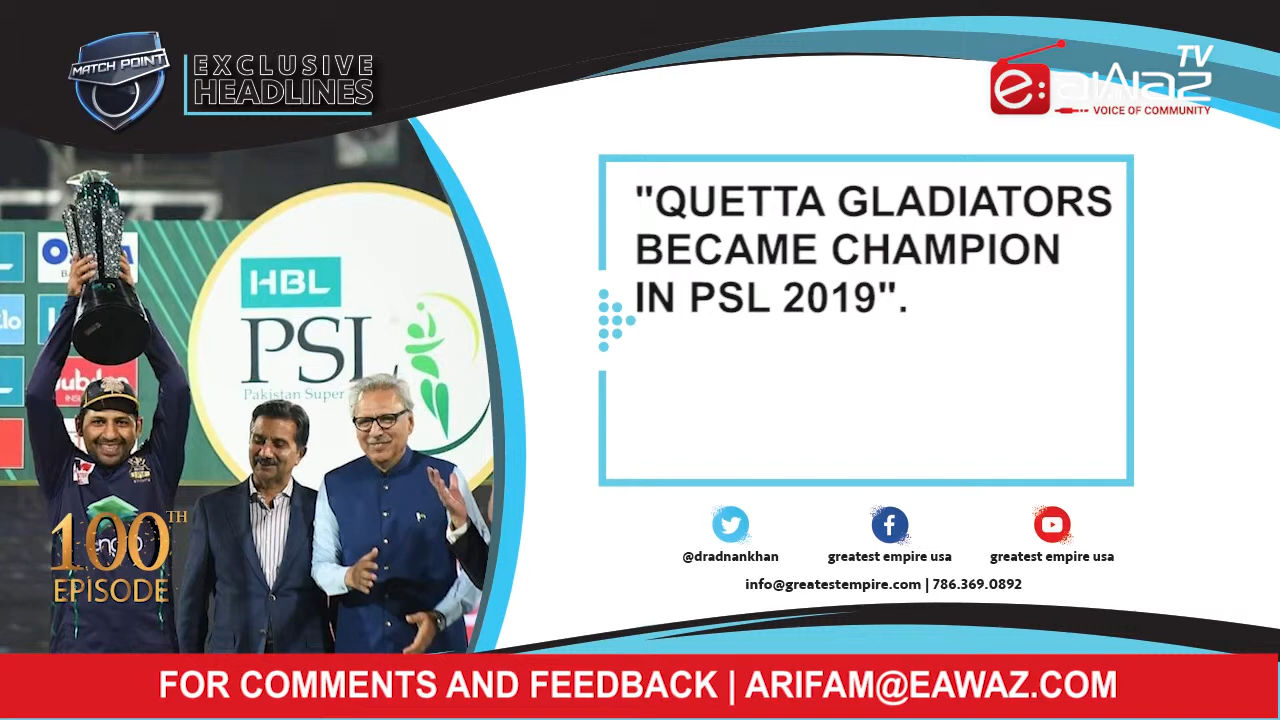 MATCH POINT
EXCLUSIVE
HEADLINES
TV
e:awaz
VOICE OF COMMUNITY
"QUETTA GLADIATORS
BECAME CHAMPION
IN PSL 2019".
HBL
PSL
Pakistan Super
100TH
EPISODE
@dradnankhan
greatest empire usa
greatest empire usa
info@greatestempire.com | 786.369.0892
FOR COMMENTS AND FEEDBACK | ARIFAM@EAWAZ.COM